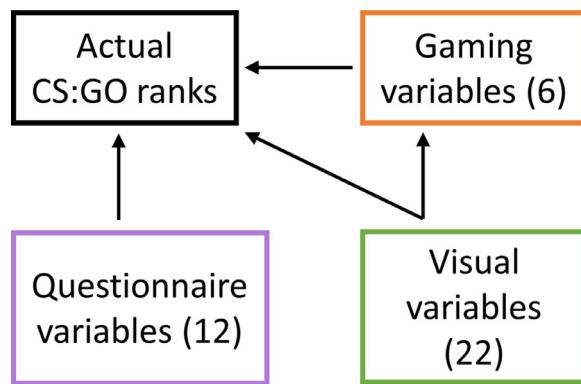 Actual
CS:GO ranks
Gaming
variables (6)
Questionnaire
variables (12)
Visual
variables
(22)